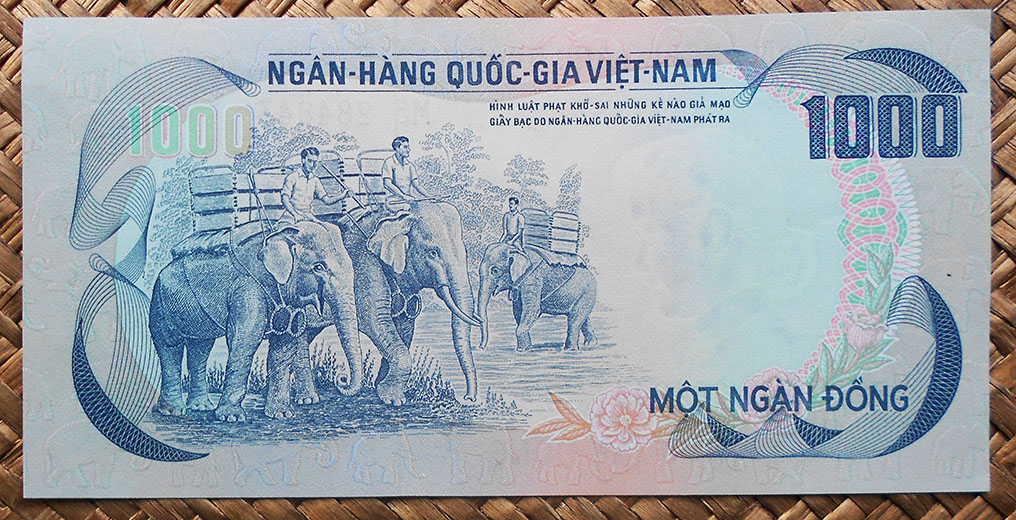 NGÂN-HÀNG QUỐC-GIA VIỆT-NAM
HÌNH LUẬT PHẠT KHỔ-SAI NHỮNG KẺ NÀO GIẢ MẠO
GIẤY BẠC DO NGÂN-HÀNG QUỐC-GIA VIỆT-NAM PHÁT RA
1000
1000
MỘT NGÀN ĐỒNG